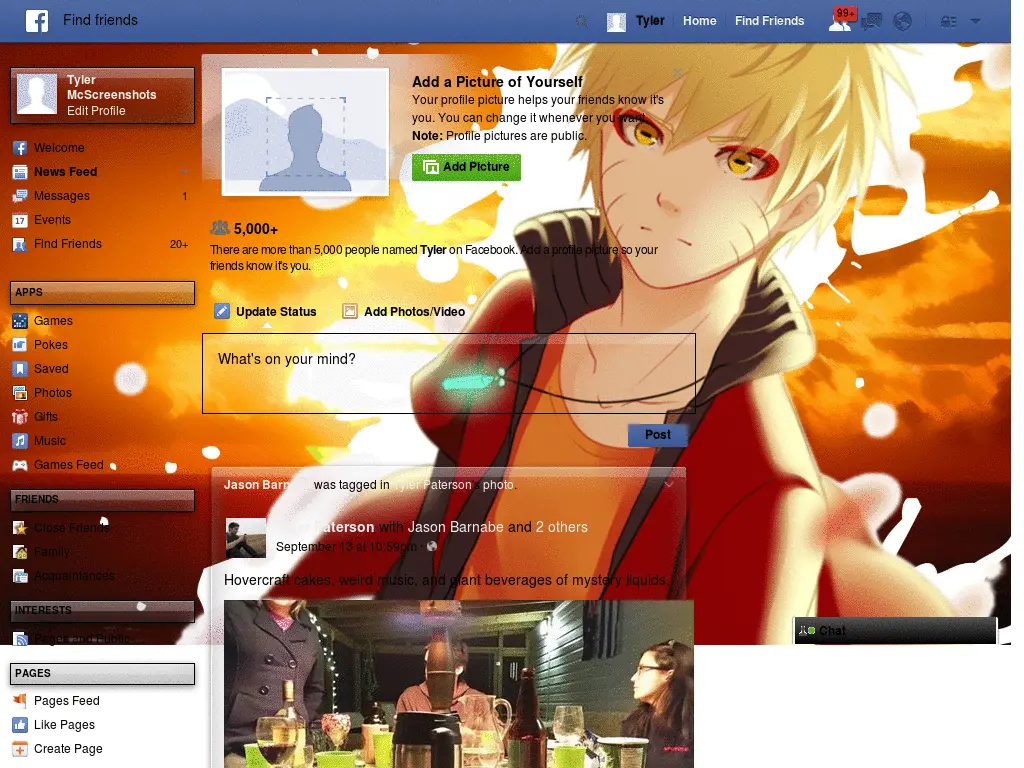 Find friends
Tyler
Home
Find Friends
99+
Tyler
McScreenshots
Edit Profile
Welcome
News Feed
Messages 1
17 Events
Find Friends 20+
APPS
Games
Pokes
Saved
Photos
Gifts
Music
Games Feed
FRIENDS
Close Friends
Family
Acquaintances
INTERESTS
Pages and Public
PAGES
Pages Feed
Like Pages
Create Page
Add a Picture of Yourself
Your profile picture helps your friends know it's
you. You can change it whenever you want.
Note: Profile pictures are public.
Add Picture
5,000+
There are more than 5,000 people named Tyler on Facebook. Add a profile picture so your
friends know it's you.
Update Status
Add Photos/Video
What's on your mind?
Post
Jason Barn was tagged in Tyler Paterson's photo.
Paterson with Jason Barnabe and 2 others
September 13 at 10:59pm ·
Hovercraft cakes, weird music, and giant beverages of mystery liquids.
Chat